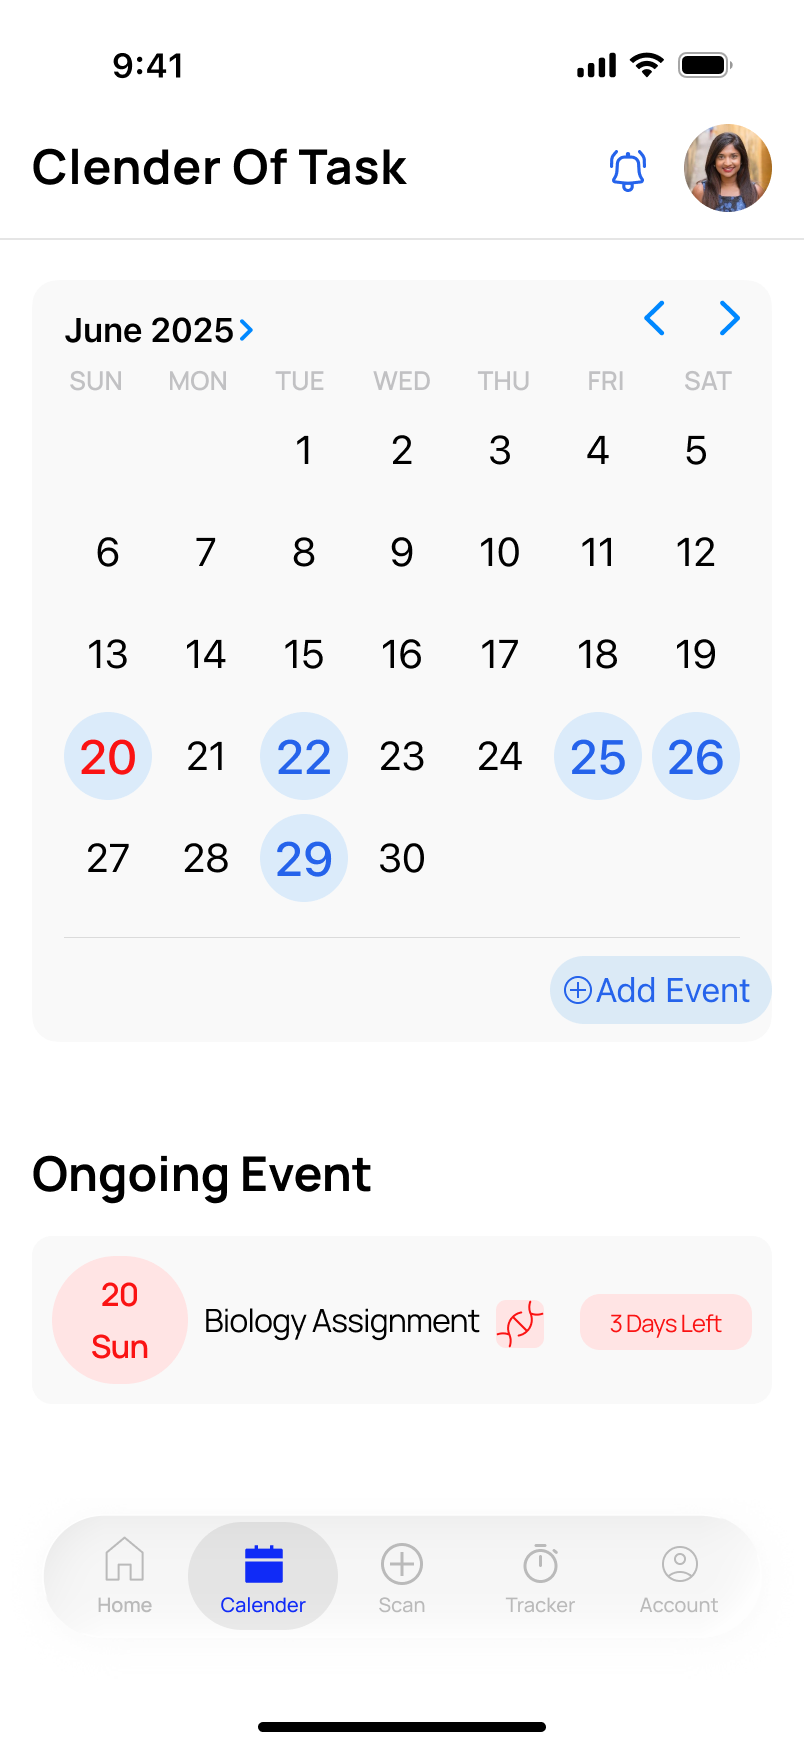 9:41
Clender Of Task
June 2025
SUN MON TUE WED THU FRI SAT
1 2 3 4 5
6 7 8 9 10 11 12
13 14 15 16 17 18 19
20 21 22 23 24 25 26
27 28 29 30
Add Event
Ongoing Event
20
Sun
Biology Assignment
3 Days Left
Home Calender Scan Tracker Account